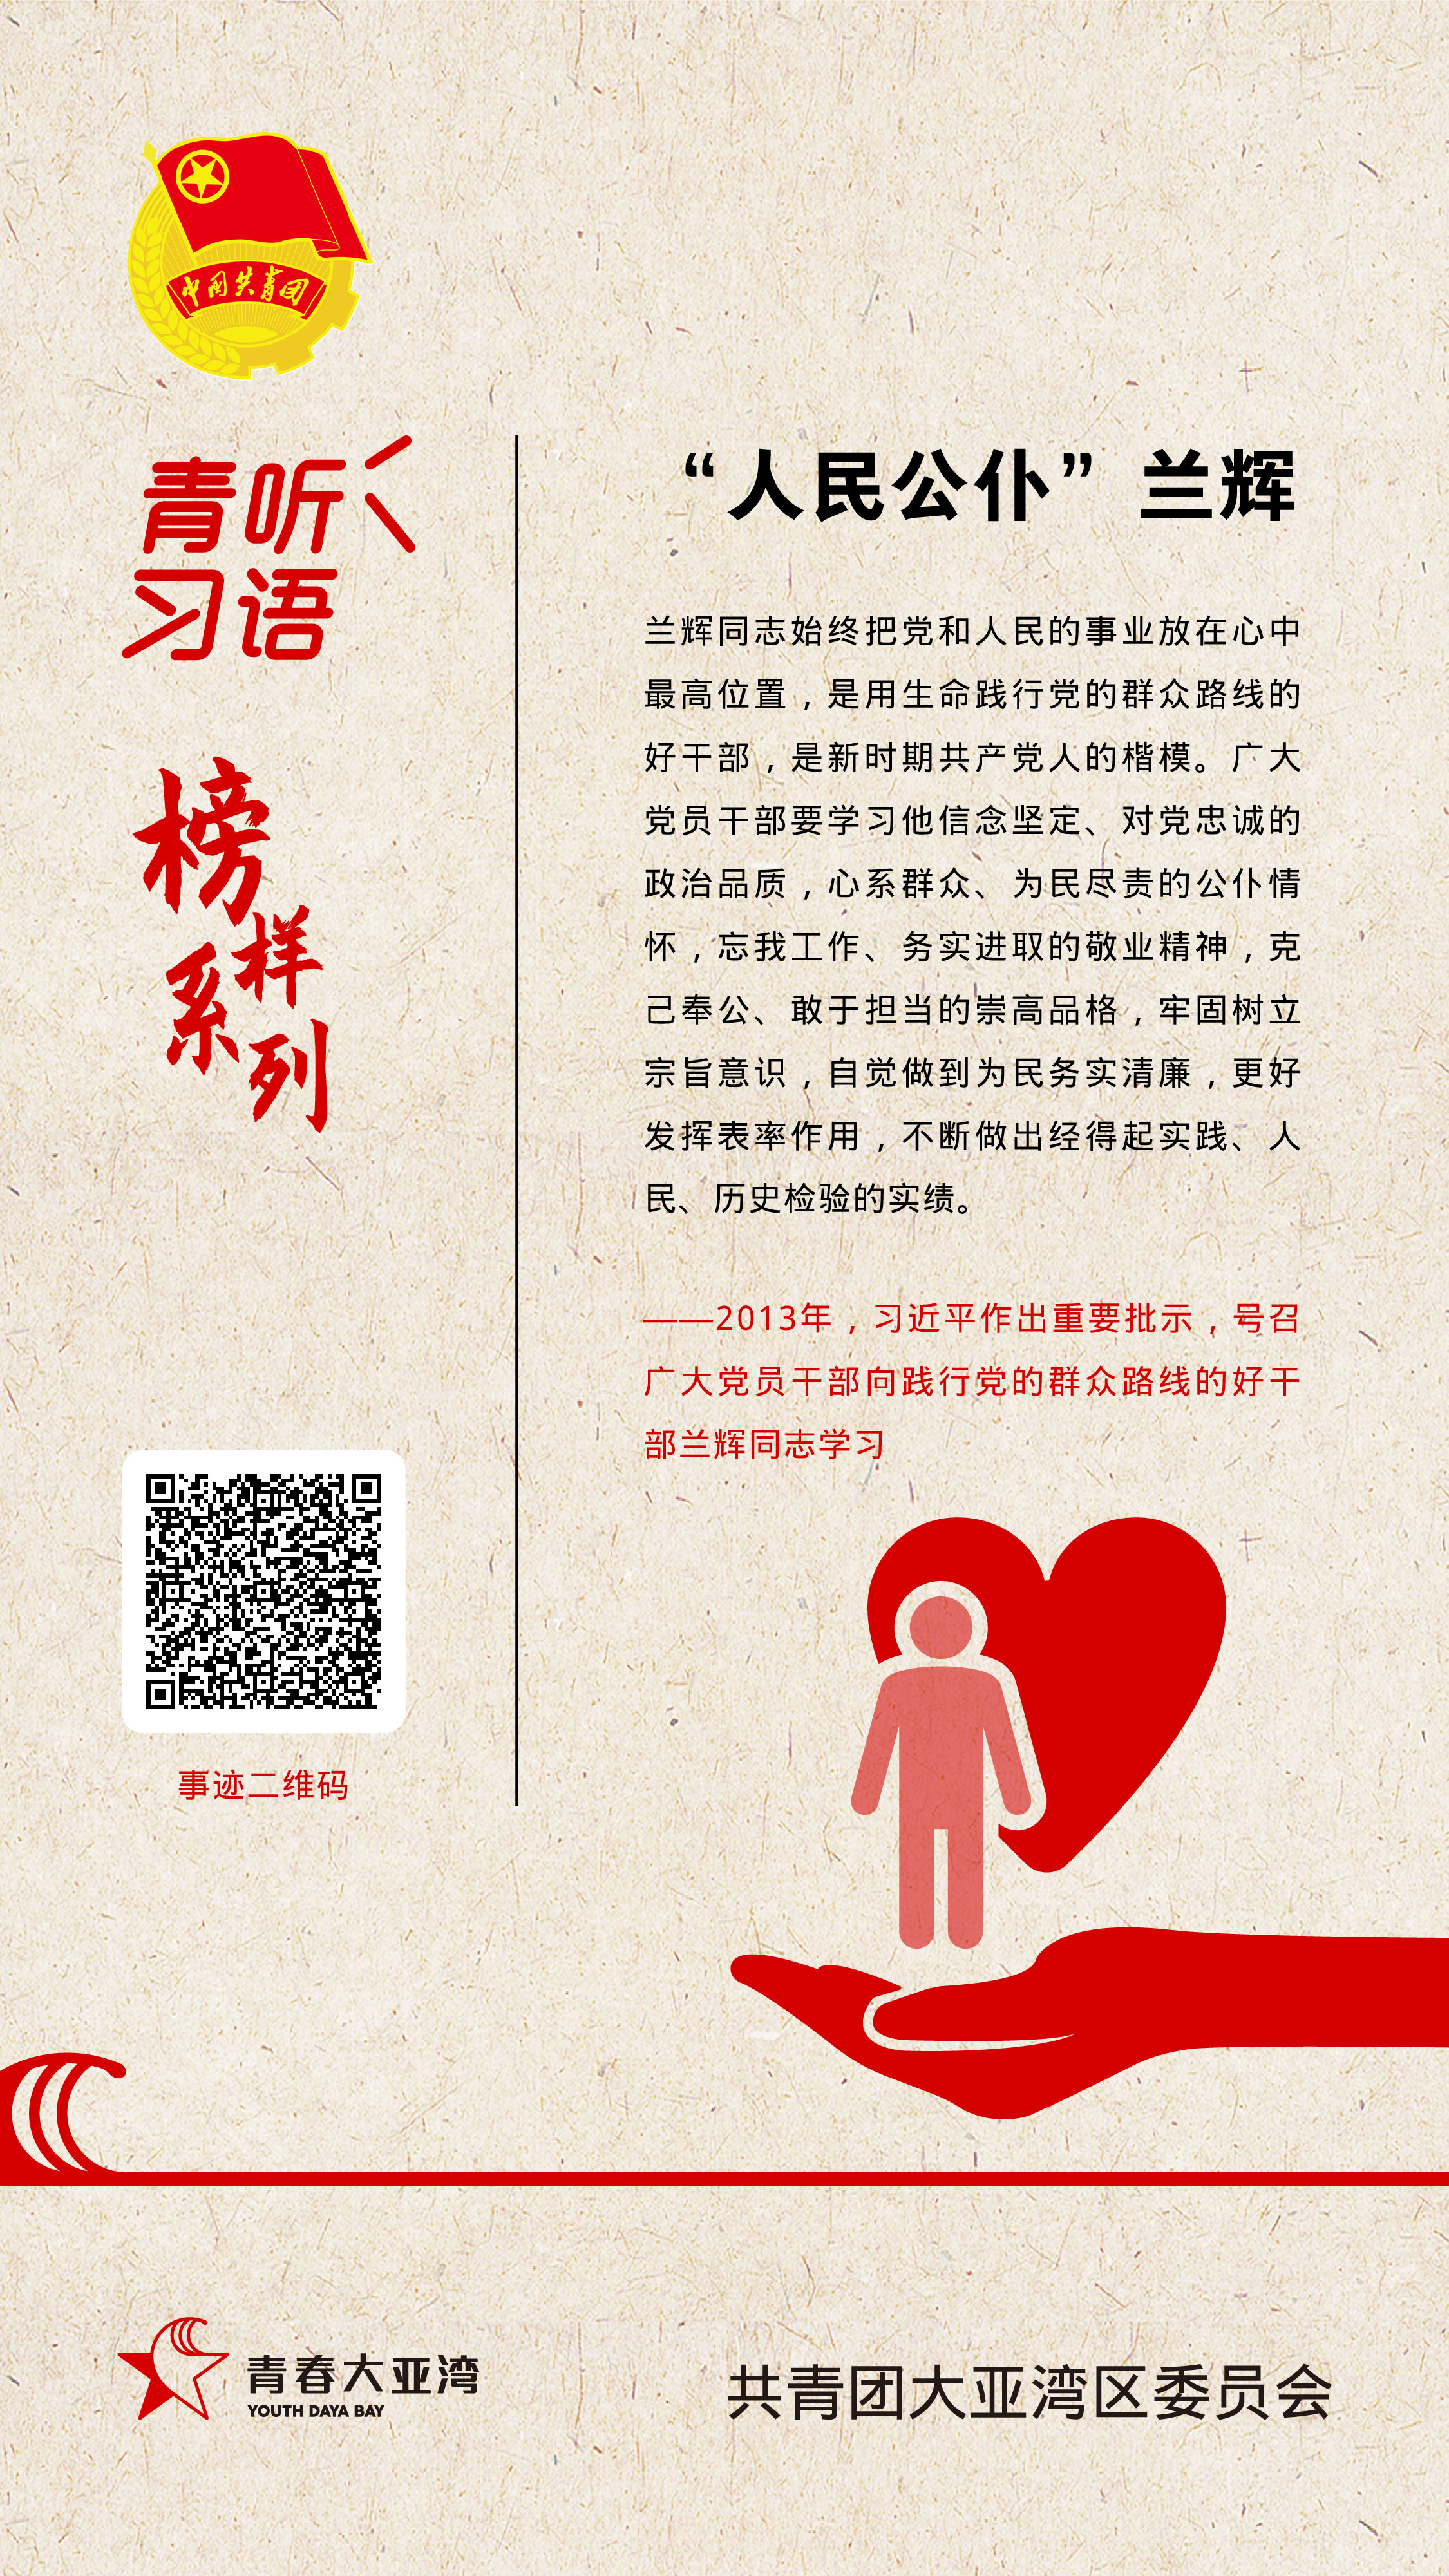 中国共青团
青听
习语
榜样
系列
事迹二维码
“人民公仆”兰辉
兰辉同志始终把党和人民的事业放在心中
最高位置，是用生命践行党的群众路线的
好干部，是新时期共产党人的楷模。广大
党员干部要学习他信念坚定、对党忠诚的
政治品质，心系群众、为民尽责的公仆情
怀，忘我工作、务实进取的敬业精神，克
己奉公、敢于担当的崇高品格，牢固树立
宗旨意识，自觉做到为民务实清廉，更好
发挥表率作用，不断做出经得起实践、人
民、历史检验的实绩。
——2013年，习近平作出重要批示，号召
广大党员干部向践行党的群众路线的好干
部兰辉同志学习
青春大亚湾
YOUTH DAYA BAY
共青团大亚湾区委员会